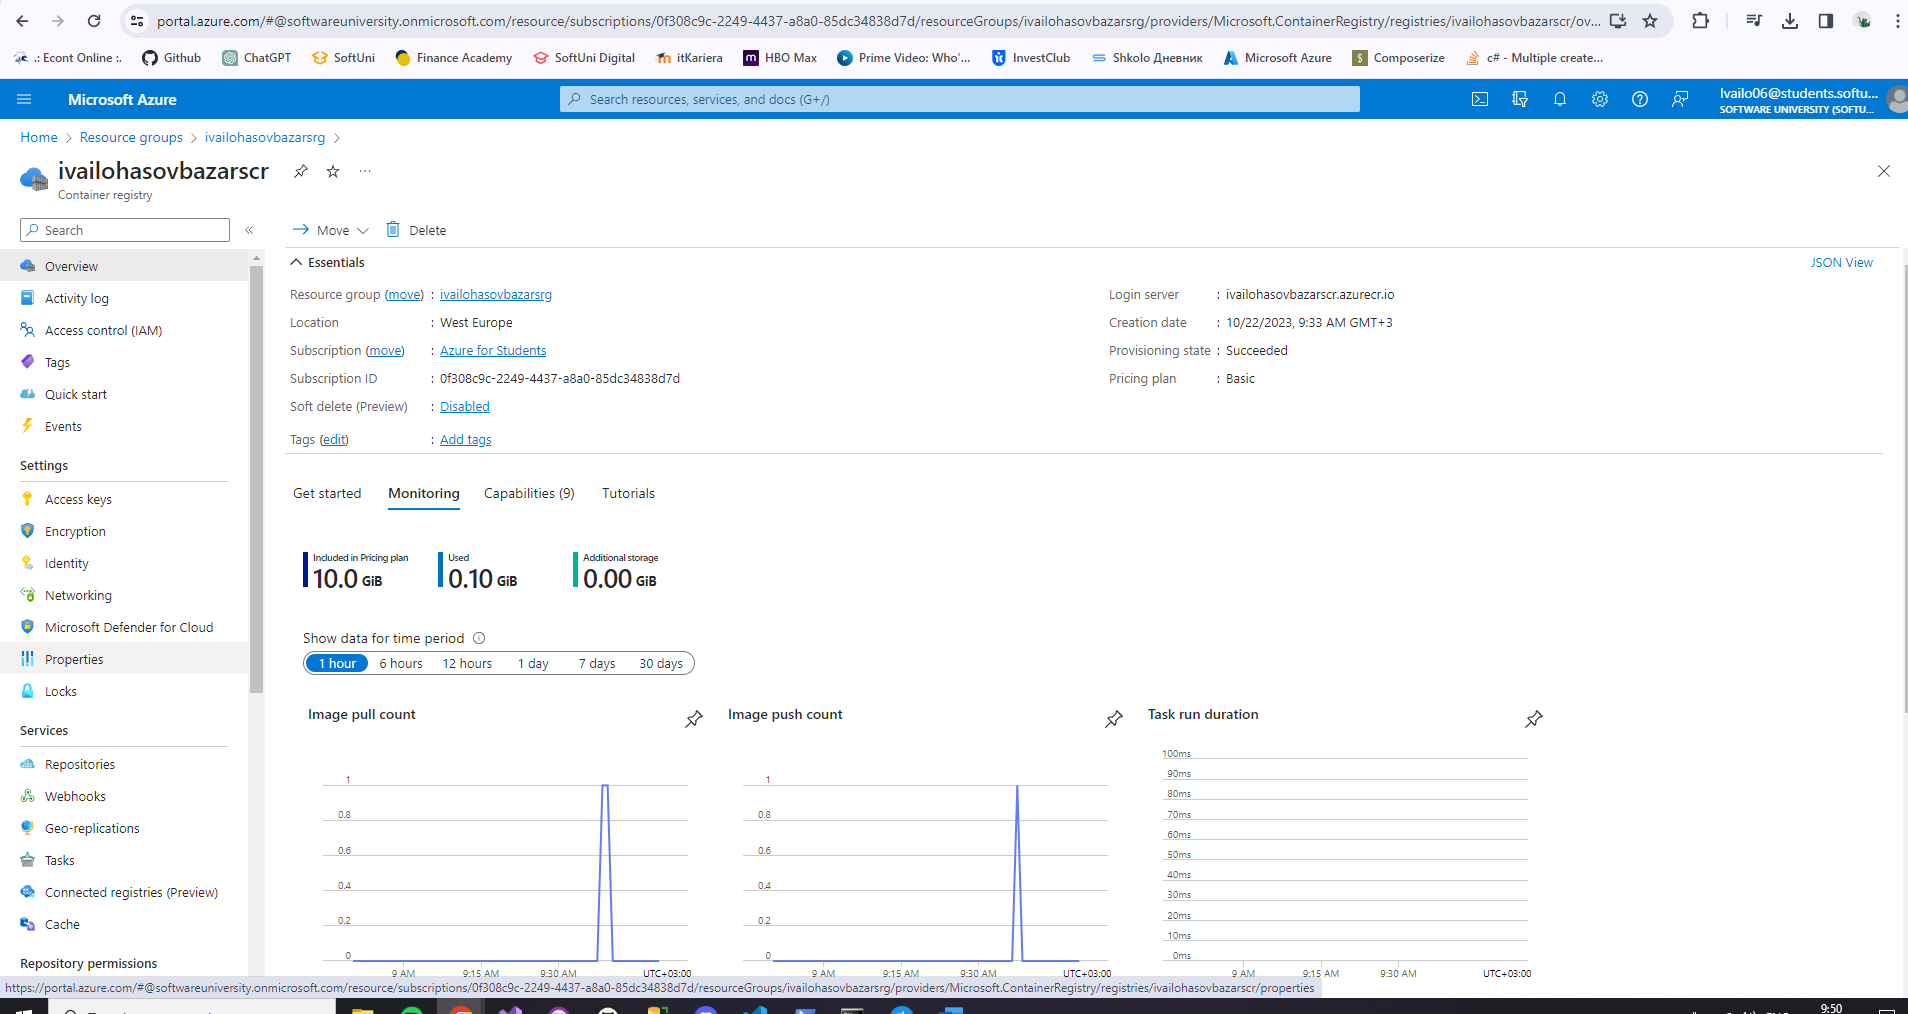 portal.azure.com/#@softwareuniversity.onmicrosoft.com/resource/subscriptions/0f308c9c-2249-4437-a8a0-85dc34838d7d/resourceGroups/ivailohasovbazarsrg/providers/Microsoft.ContainerRegistry/registries/ivailohasovbazarscr/ov...
.: Econt Online :. Github ChatGPT SoftUni Finance Academy SoftUni Digital itKariera HBO Max Prime Video: Who'... InvestClub Shkolo Дневник Microsoft Azure Composerize c# - Multiple create...
Microsoft Azure
Search resources, services, and docs (G+/)
Ivailo06@students.softu...
SOFTWARE UNIVERSITY (SOFTU...
Home > Resource groups > ivailohasovbazarsrg >
ivailohasovbazarscr
Container registry
Search
Overview
Activity log
Access control (IAM)
Tags
Quick start
Events
Settings
Access keys
Encryption
Identity
Networking
Microsoft Defender for Cloud
Properties
Locks
Services
Repositories
Webhooks
Geo-replications
Tasks
Connected registries (Preview)
Cache
Repository permissions
Move Delete
Essentials
JSON View
Resource group (move) : ivailohasovbazarsrg
Location : West Europe
Subscription (move) : Azure for Students
Subscription ID : 0f308c9c-2249-4437-a8a0-85dc34838d7d
Soft delete (Preview) : Disabled
Tags (edit) : Add tags
Login server : ivailohasovbazarscr.azurecr.io
Creation date : 10/22/2023, 9:33 AM GMT+3
Provisioning state : Succeeded
Pricing plan : Basic
Get started Monitoring Capabilities (9) Tutorials
Included in Pricing plan
10.0 GiB
Used
0.10 GiB
Additional storage
0.00 GiB
Show data for time period
1 hour 6 hours 12 hours 1 day 7 days 30 days
Image pull count
1
0.8
0.6
0.4
0.2
0
9 AM 9:15 AM 9:30 AM UTC+03:00
Image push count
1
0.8
0.6
0.4
0.2
0
9 AM 9:15 AM 9:30 AM UTC+03:00
Task run duration
100ms
90ms
80ms
70ms
60ms
50ms
40ms
30ms
20ms
10ms
0ms
9 AM 9:15 AM 9:30 AM UTC+03:00
https://portal.azure.com/#@softwareuniversity.onmicrosoft.com/resource/subscriptions/0f308c9c-2249-4437-a8a0-85dc34838d7d/resourceGroups/ivailohasovbazarsrg/providers/Microsoft.ContainerRegistry/registries/ivailohasovbazarscr/properties
9:50